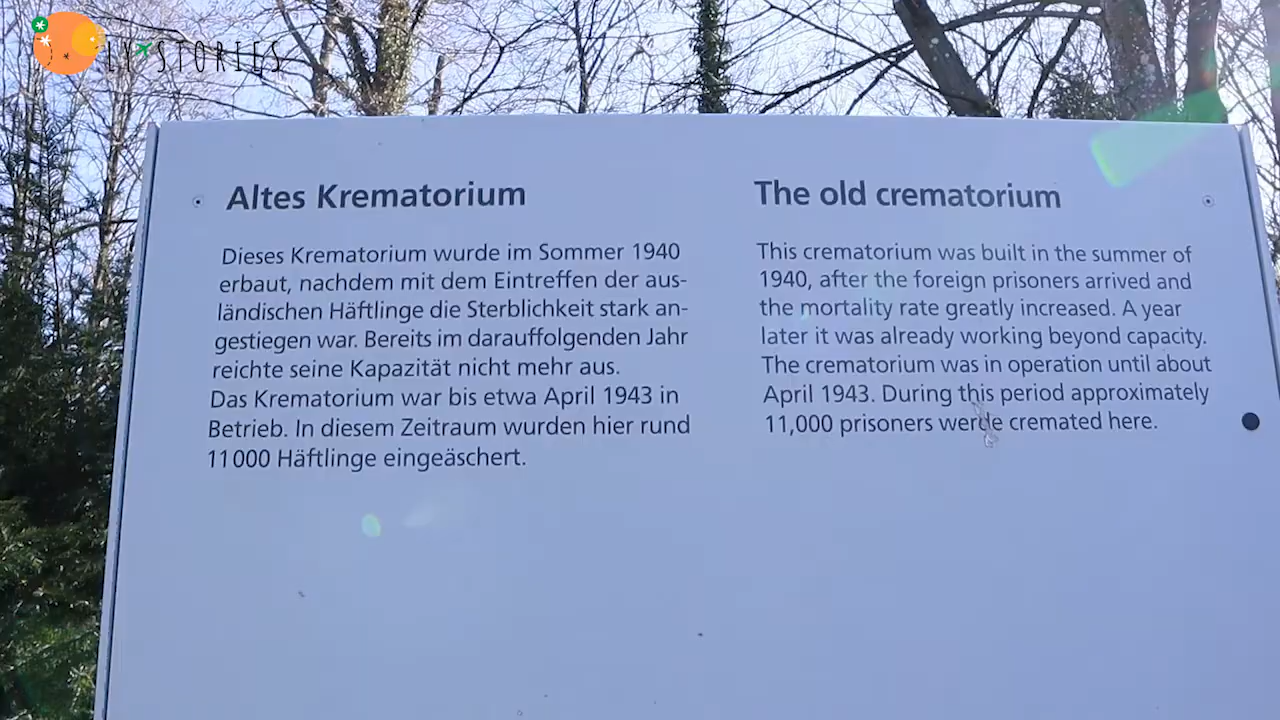 LY STORIES
Altes Krematorium
Dieses Krematorium wurde im Sommer 1940
erbaut, nachdem mit dem Eintreffen der aus-
ländischen Häftlinge die Sterblichkeit stark an-
gestiegen war. Bereits im darauffolgenden Jahr
reichte seine Kapazität nicht mehr aus.
Das Krematorium war bis etwa April 1943 in
Betrieb. In diesem Zeitraum wurden hier rund
11000 Häftlinge eingeäschert.
The old crematorium
This crematorium was built in the summer of
1940, after the foreign prisoners arrived and
the mortality rate greatly increased. A year
later it was already working beyond capacity.
The crematorium was in operation until about
April 1943. During this period approximately
11,000 prisoners were cremated here.